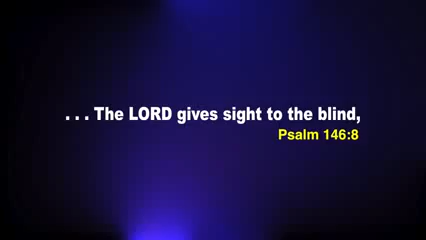 . . . The LORD gives sight to the blind,
Psalm 146:8